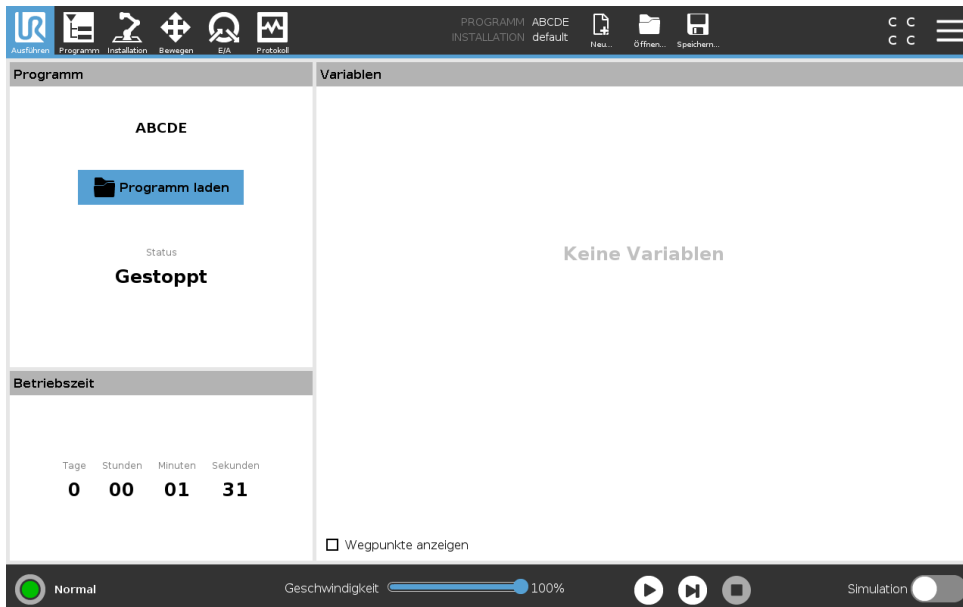 UR
PROGRAMM ABCDE
INSTALLATION default
C C
C C
Ausführen Programm Installation Bewegen E/A Protokoll
Neu... Öffnen... Speichern...
Programm
Variablen
ABCDE
Programm laden
Status
Gestoppt
Keine Variablen
Betriebszeit
Tage Stunden Minuten Sekunden
0 00 01 31
Wegpunkte anzeigen
Normal
Geschwindigkeit 100%
Simulation